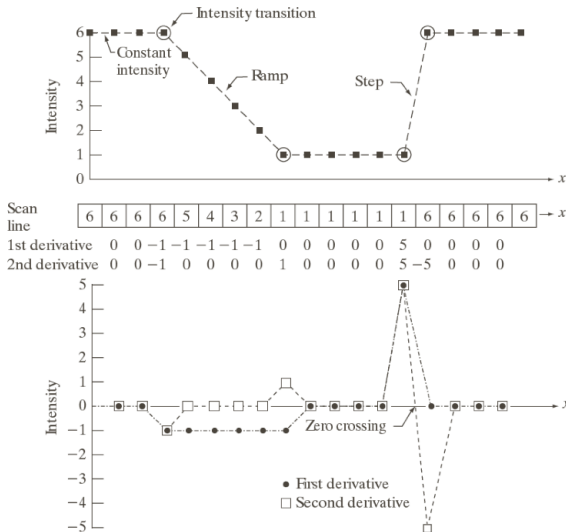 Intensity transition
6
Constant
intensity
5
4
Ramp
Step
3
2
1
0
Intensity
x
Scan
line
6 6 6 6 5 4 3 2 1 1 1 1 1 1 6 6 6 6 6
x
1st derivative 0 0 −1 −1 −1 −1 −1 0 0 0 0 0 5 0 0 0 0
2nd derivative 0 0 −1 0 0 0 0 1 0 0 0 0 5 −5 0 0 0
5
4
3
2
1
0
x
Intensity
Zero crossing
−1
−2
−3
First derivative
−4
Second derivative
−5